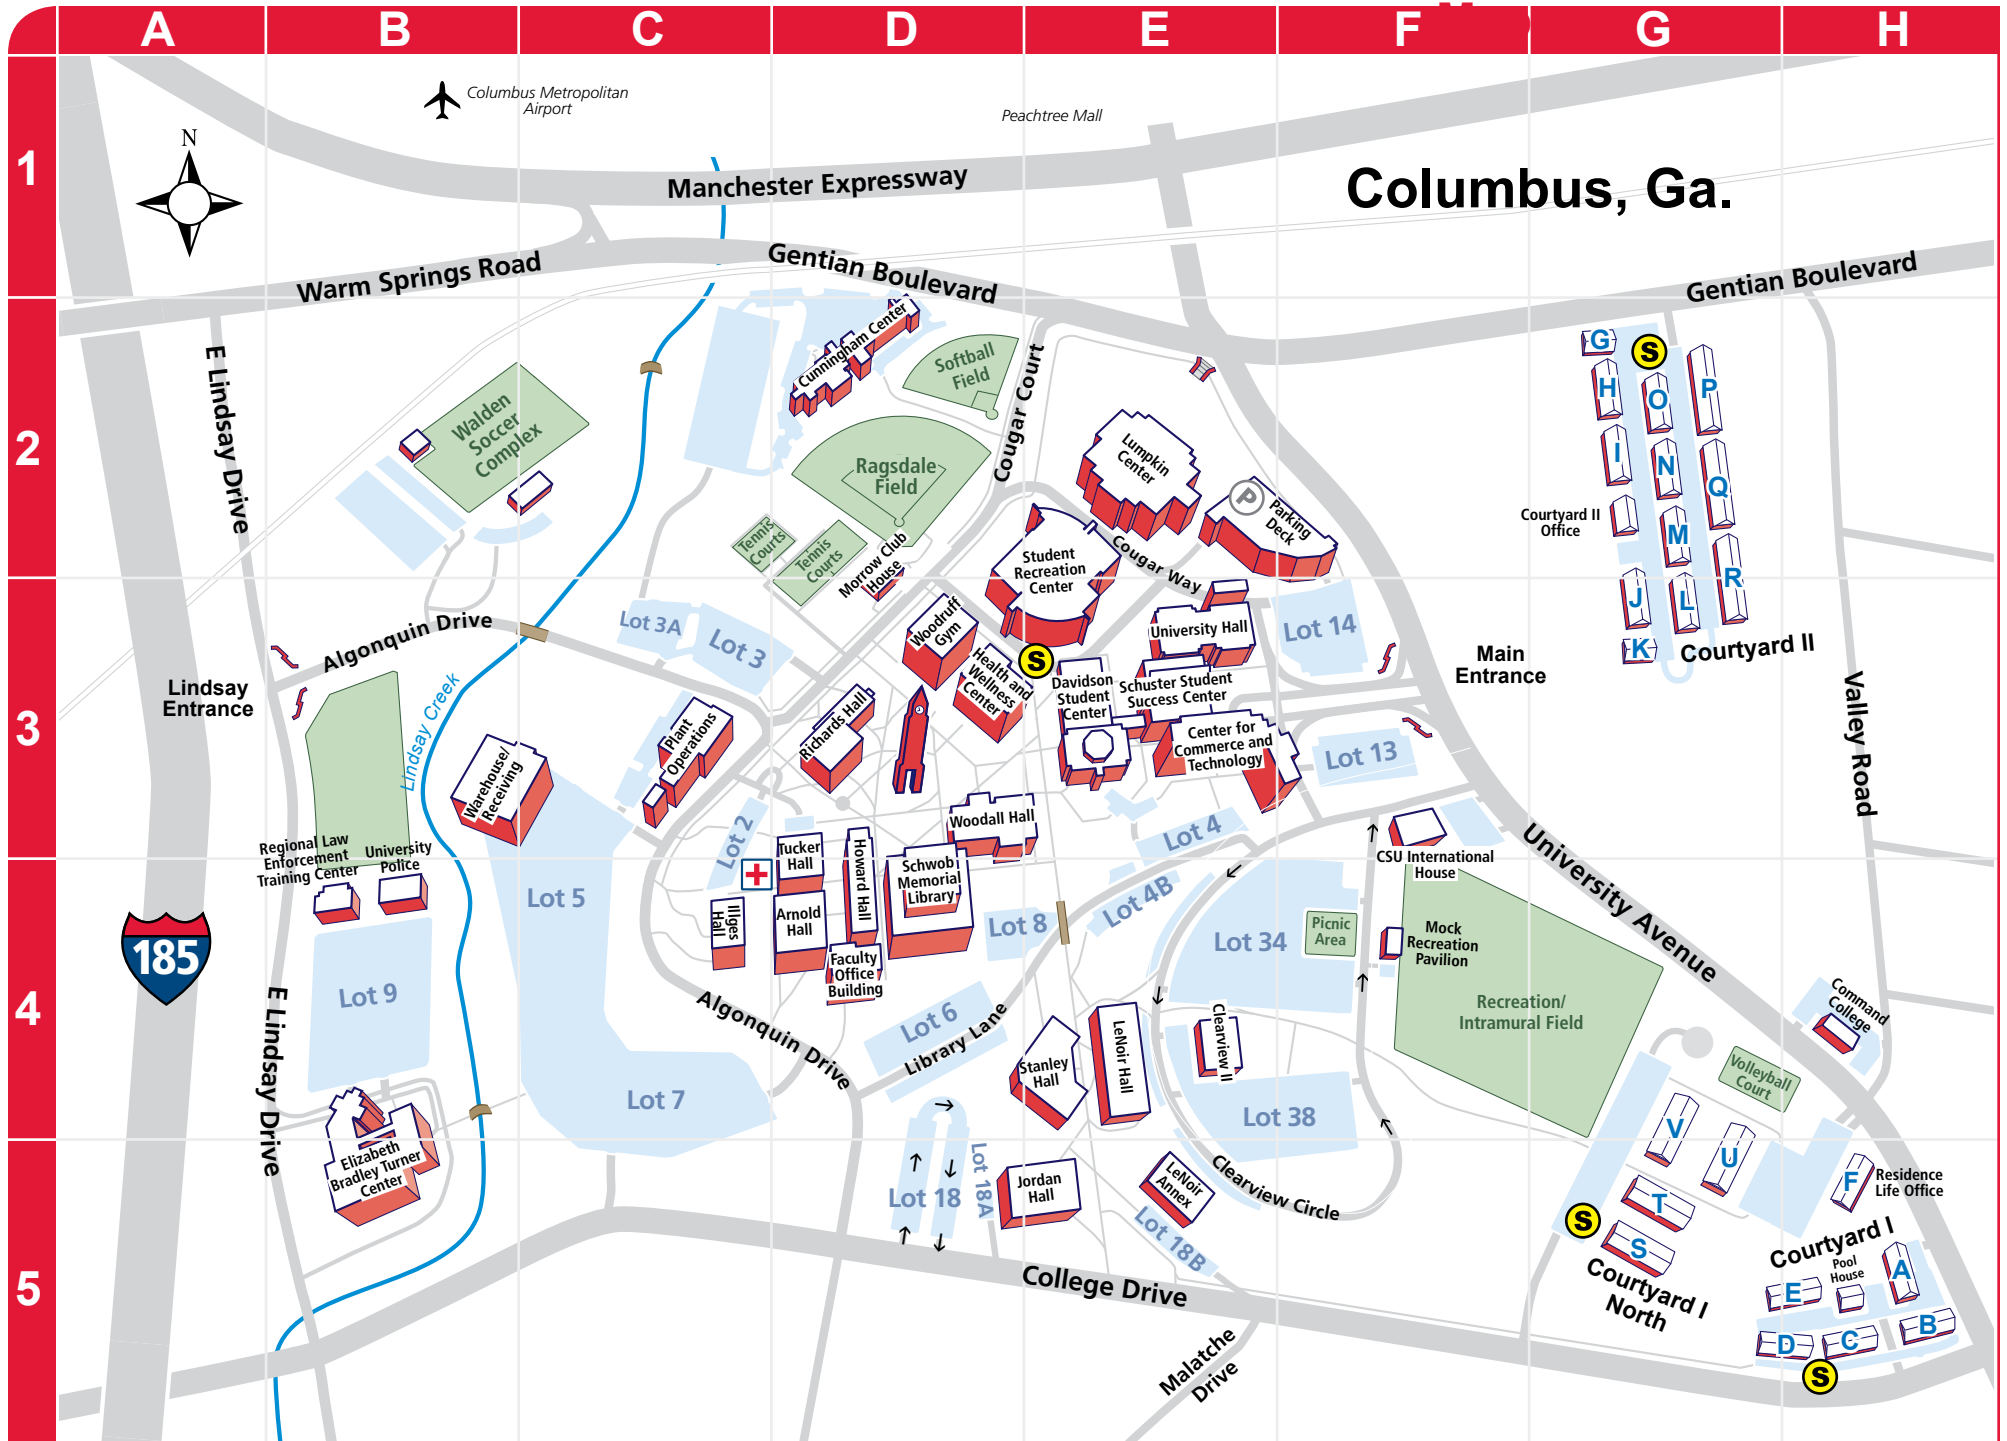 A B C D E F G H
1
2
3
4
5
N
Columbus Metropolitan
Airport
Peachtree Mall
Manchester Expressway
Columbus, Ga.
Warm Springs Road
Gentian Boulevard
Gentian Boulevard
E Lindsay Drive
Walden
Soccer
Complex
Cunningham Center
Softball
Field
Cougar Court
Ragsdale
Field
Lumpkin
Center
P
Parking
Deck
Tennis
Courts
Tennis
Courts
Morrow Club
House
Student
Recreation
Center
Cougar Way
G
S
H
O
P
I
N
Q
Courtyard II
Office
M
R
J
L
K
Courtyard II
Algonquin Drive
Lot 3A
Lot 3
Woodruff
Gym
University Hall
Lot 14
Main
Entrance
Lindsay
Entrance
Lindsay Creek
S
Health and
Wellness
Center
Davidson
Student
Center
Schuster Student
Success Center
Plant
Operations
Richards Hall
Center for
Commerce and
Technology
Lot 13
Valley Road
Warehouse/
Receiving
Lot 2
Woodall Hall
Lot 4
Regional Law
Enforcement
Training Center
University
Police
Tucker
Hall
Howard Hall
Schwob
Memorial
Library
CSU International
House
University Avenue
Lot 5
Illges
Hall
Arnold
Hall
Lot 8
Lot 4B
Lot 34
Picnic
Area
Mock
Recreation
Pavilion
185
Faculty
Office
Building
Lot 9
Recreation/
Intramural Field
Command
College
E Lindsay Drive
Algonquin Drive
Lot 6
Library Lane
Stanley
Hall
LeNoir Hall
Clearview II
Volleyball
Court
Lot 7
Lot 38
Elizabeth
Bradley Turner
Center
Lot 18
Lot 18A
Jordan
Hall
LeNoir
Annex
Clearview Circle
Lot 18B
V
U
T
S
S
F
Residence
Life Office
Courtyard I
North
Courtyard I
Pool
House
A
E
B
C
D
S
College Drive
Malatche
Drive